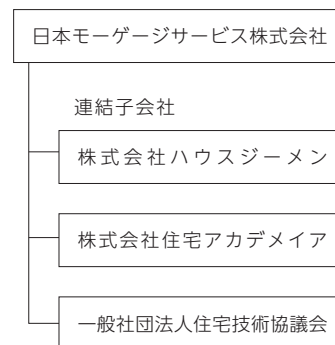 日本モーゲージサービス株式会社
連結子会社
株式会社ハウスジーメン
株式会社住宅アカデメイア
一般社団法人住宅技術協議会